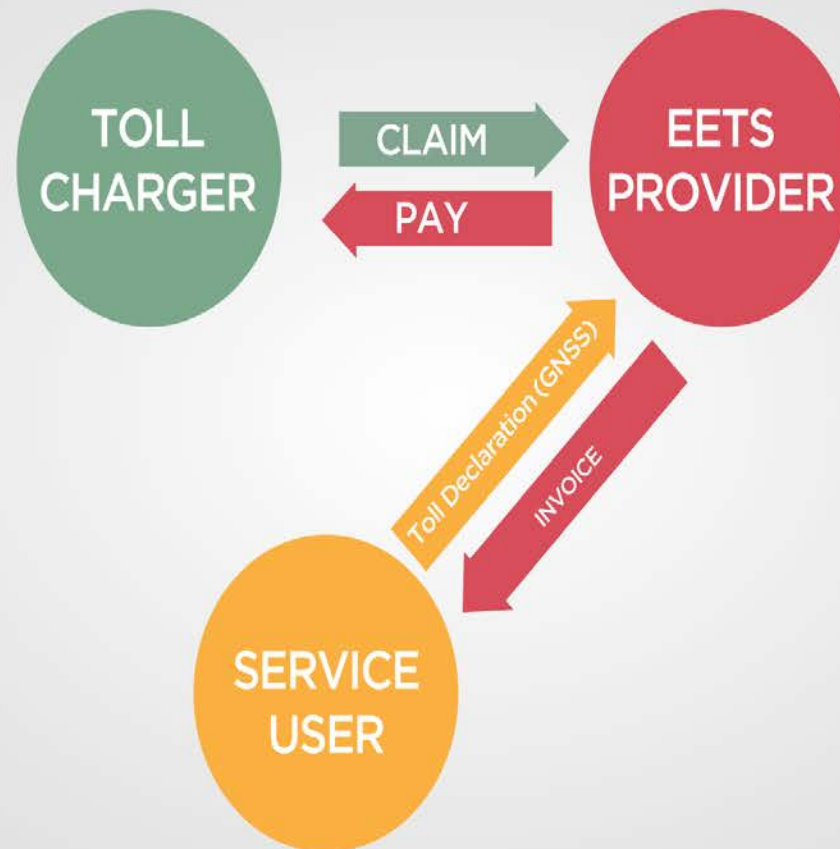 TOLL
CHARGER
CLAIM
PAY
EETS
PROVIDER
Toll Declaration (GNSS)
INVOICE
SERVICE
USER